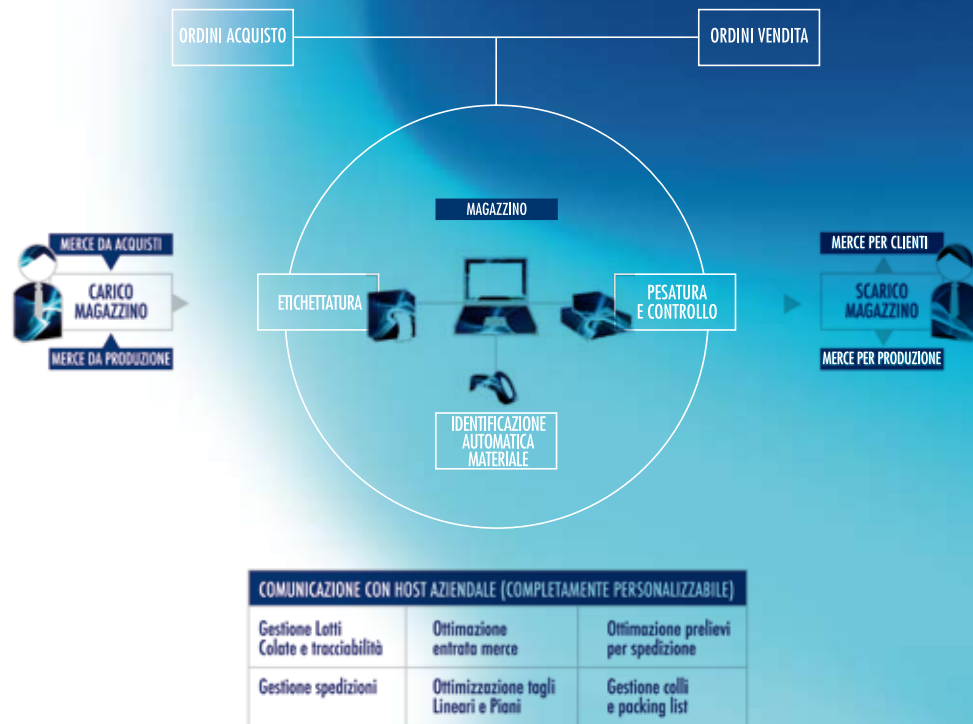 ORDINI ACQUISTO
ORDINI VENDITA
MAGAZZINO
MERCE DA ACQUISTI
CARICO
MAGAZZINO
MERCE DA PRODUZIONE
ETICHETTATURA
PESATURA
E CONTROLLO
IDENTIFICAZIONE
AUTOMATICA
MATERIALE
MERCE PER CLIENTI
SCARICO
MAGAZZINO
MERCE PER PRODUZIONE
COMUNICAZIONE CON HOST AZIENDALE (COMPLETAMENTE PERSONALIZZABILE)
Gestione Lotti
Colate e tracciabilità
Ottimazione
entrata merce
Ottimazione prelievi
per spedizione
Gestione spedizioni
Ottimizzazione tagli
Lineari e Piani
Gestione colli
e packing list